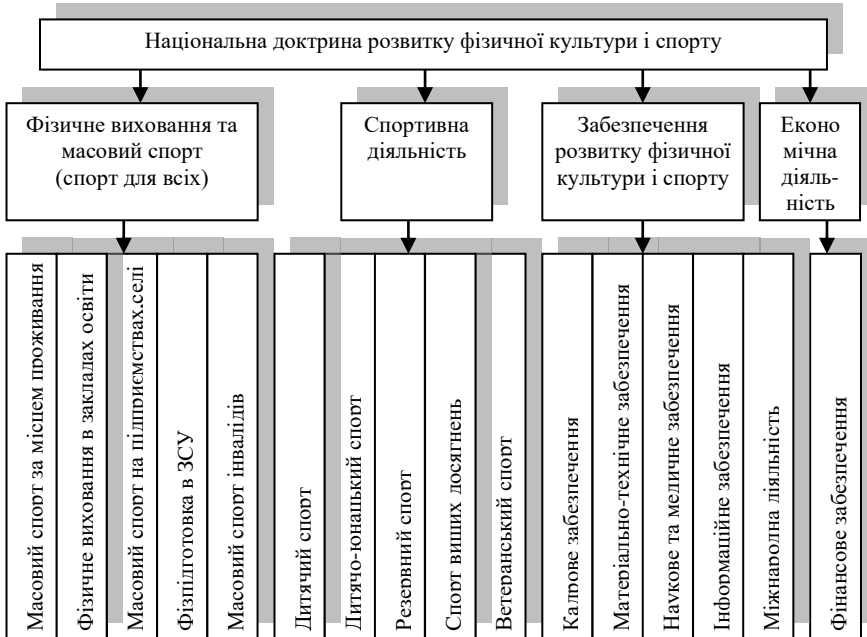 Національна доктрина розвитку фізичної культури і спорту
Фізичне виховання та
масовий спорт
(спорт для всіх)
Спортивна
діяльність
Забезпечення
розвитку фізичної
культури і спорту
Еконо
мічна
діяль-
ність
Масовий спорт за місцем проживання
Фізичне виховання в закладах освіти
Масовий спорт на підприємствах.селі
Фізпідготовка в ЗСУ
Масовий спорт інвалідів
Дитячий спорт
Дитячо-юнацький спорт
Резервний спорт
Спорт вищих досягнень
Ветеранський спорт
Кадрове забезпечення
Матеріально-технічне забезпечення
Наукове та медичне забезпечення
Інформаційне забезпечення
Міжнародна діяльність
Фінансове забезпечення